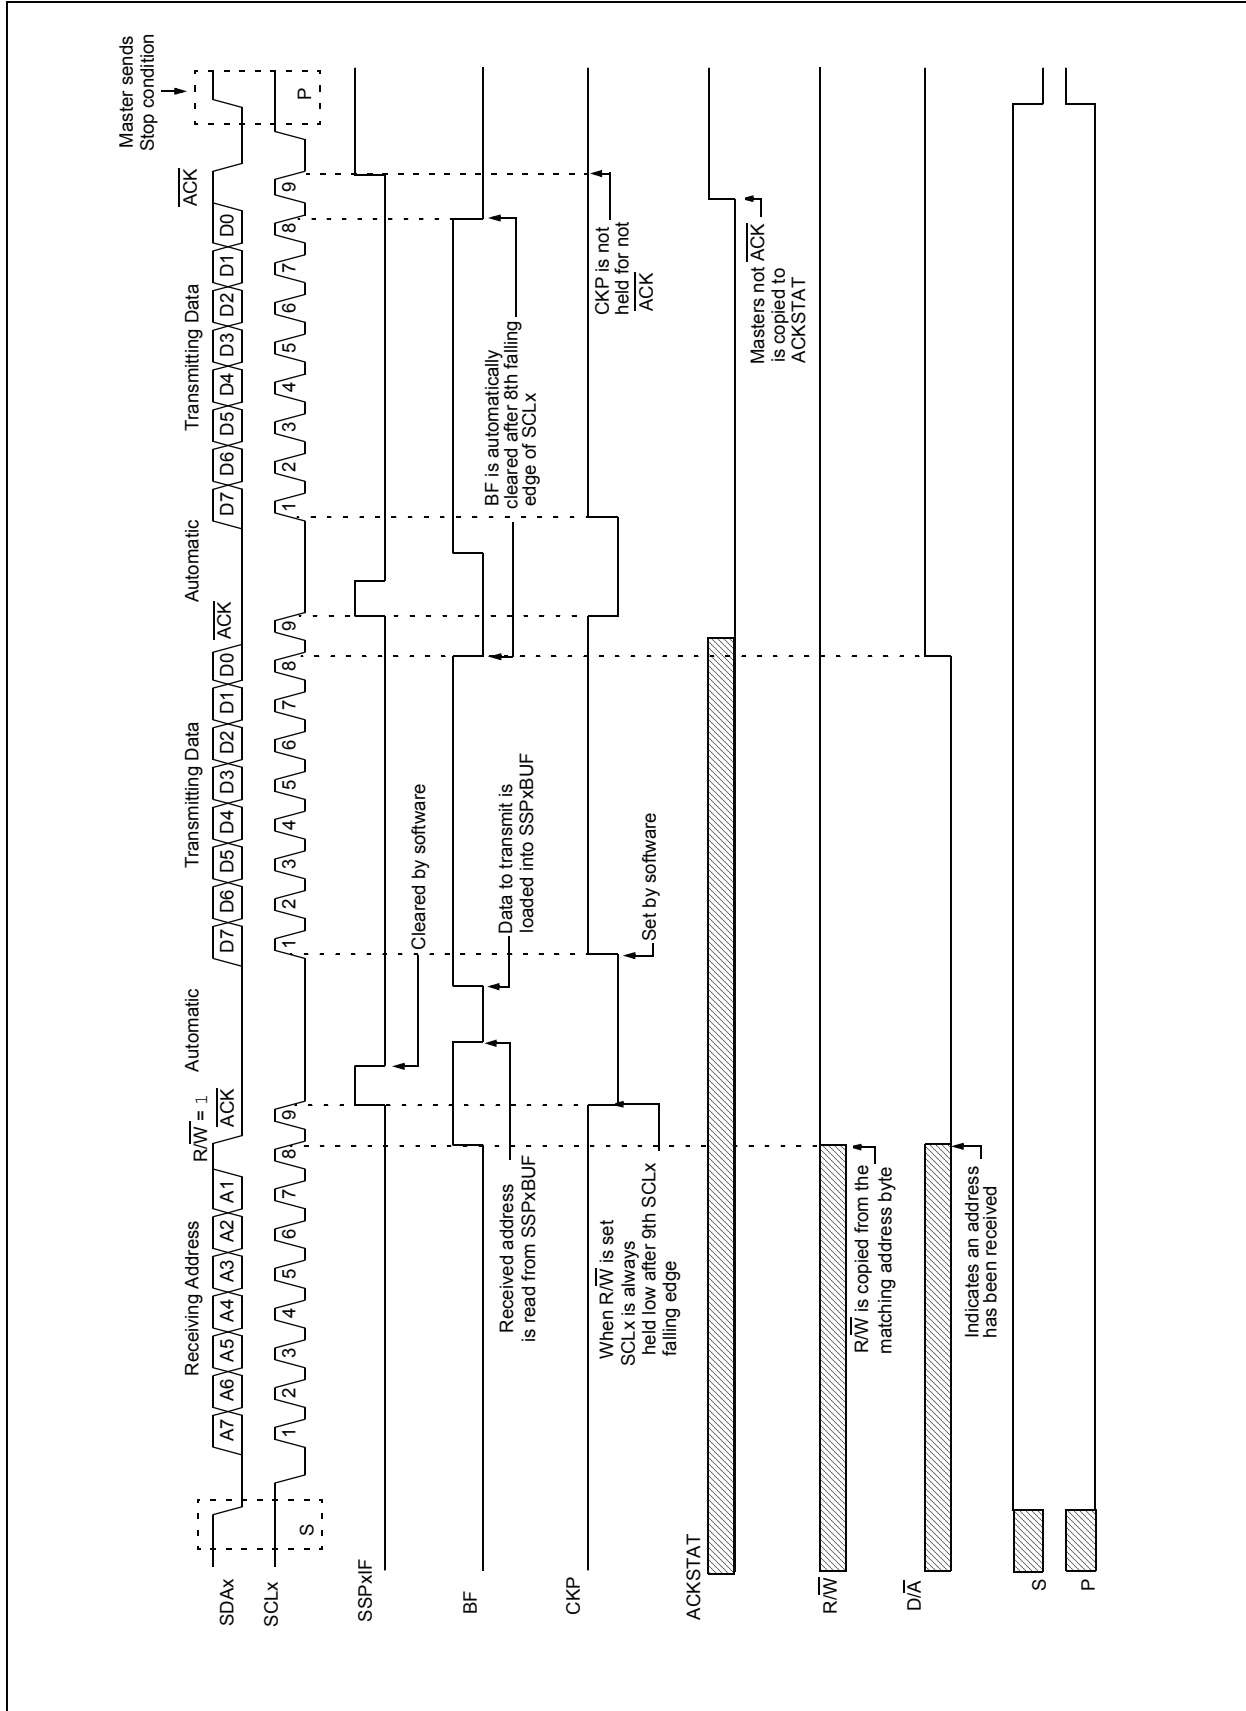 Master sends
Stop condition
Receiving Address
R/W = 1
ACK
Automatic
Transmitting Data
ACK
Automatic
Transmitting Data
ACK
SDAx
A7 A6 A5 A4 A3 A2 A1
D7 D6 D5 D4 D3 D2 D1 D0
D7 D6 D5 D4 D3 D2 D1 D0
SCLx
S
1 2 3 4 5 6 7 8 9
1 2 3 4 5 6 7 8 9
1 2 3 4 5 6 7 8 9
P
SSPxIF
Cleared by software
BF
Received address
is read from SSPxBUF
Data to transmit is
loaded into SSPxBUF
BF is automatically
cleared after 8th falling
edge of SCLx
CKP
When R/W is set
SCLx is always
held low after 9th SCLx
falling edge
Set by software
CKP is not
held for not
ACK
ACKSTAT
Masters not ACK
is copied to
ACKSTAT
R/W
R/W is copied from the
matching address byte
D/A
Indicates an address
has been received
S
P